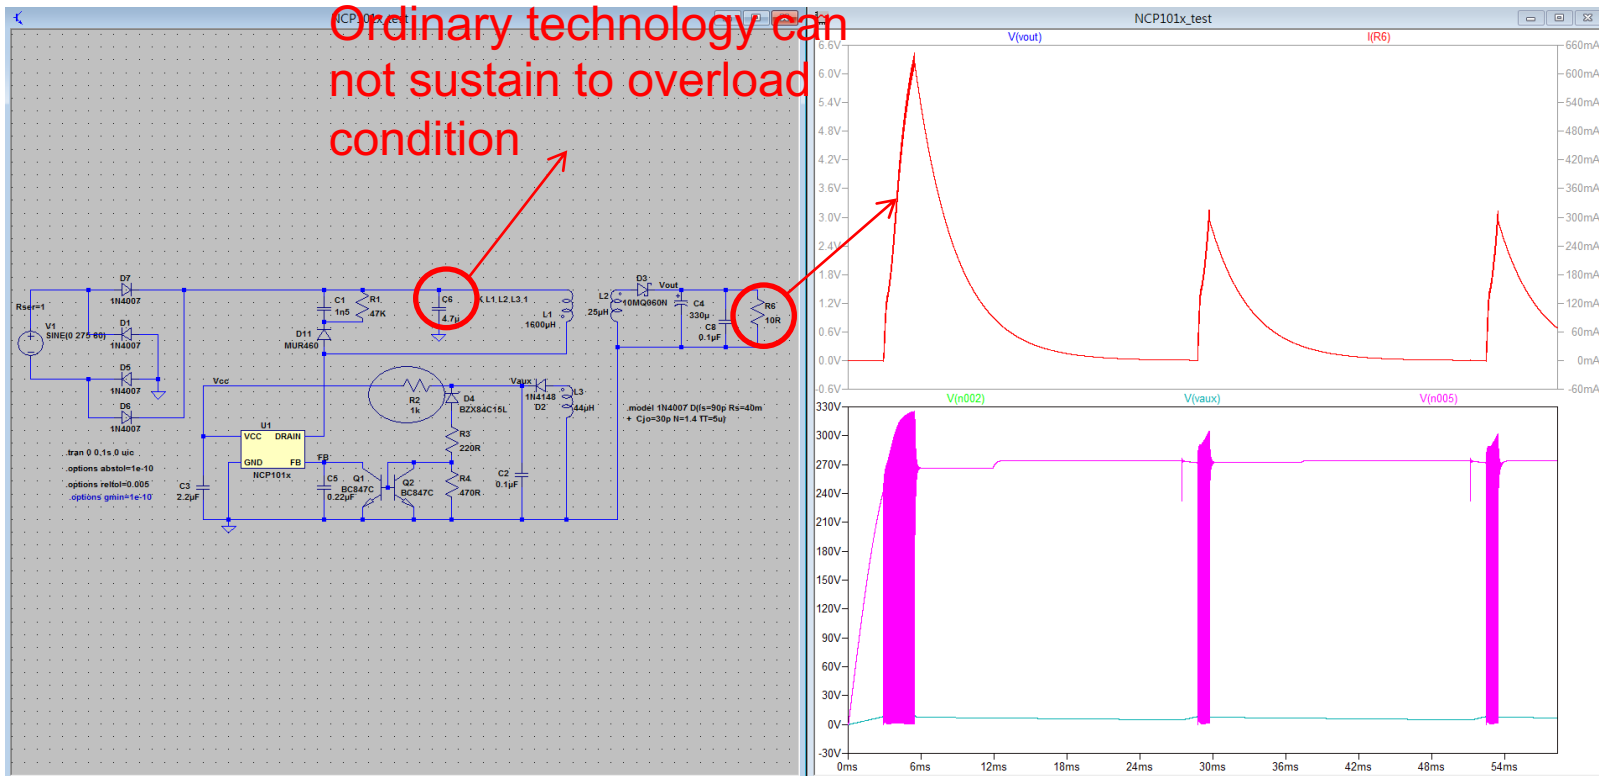 NCP101x_test
Ordinary technology can
not sustain to overload
condition
D7
1N4007
Rser=1
V1
SINE(0 275 60)
D1
1N4007
D5
1N4007
D6
1N4007
C1
1n5
R1
47K
D11
MUR460
C6
4.7µ
K L1 L2 L3 1
L1
1600µH
L2
25µH
D3
10MQ060N
Vout
C4
330µ
C8
0.1µF
R6
10R
Vcc
R2
1k
D4
BZX84C15L
Vaux
1N4148
D2
L3
44µH
.model 1N4007 D(Is=90p Rs=40m
+ Cjo=30p N=1.4 TT=5u)
U1
VCC DRAIN
GND FB
NCP101x
FB
R3
220R
R4
470R
Q1
BC847C
Q2
BC847C
C5
0.22µF
C2
0.1µF
C3
2.2µF
.tran 0 0.1s 0 uic
.options abstol=1e-10
.options reltol=0.005
.options gmin=1e-10
NCP101x_test
V(vout) I(R6)
6.6V 660mA
6.0V 600mA
5.4V 540mA
4.8V 480mA
4.2V 420mA
3.6V 360mA
3.0V 300mA
2.4V 240mA
1.8V 180mA
1.2V 120mA
0.6V 60mA
0.0V 0mA
-0.6V -60mA
V(n002) V(vaux) V(n005)
330V
300V
270V
240V
210V
180V
150V
120V
90V
60V
30V
0V
-30V
0ms 6ms 12ms 18ms 24ms 30ms 36ms 42ms 48ms 54ms